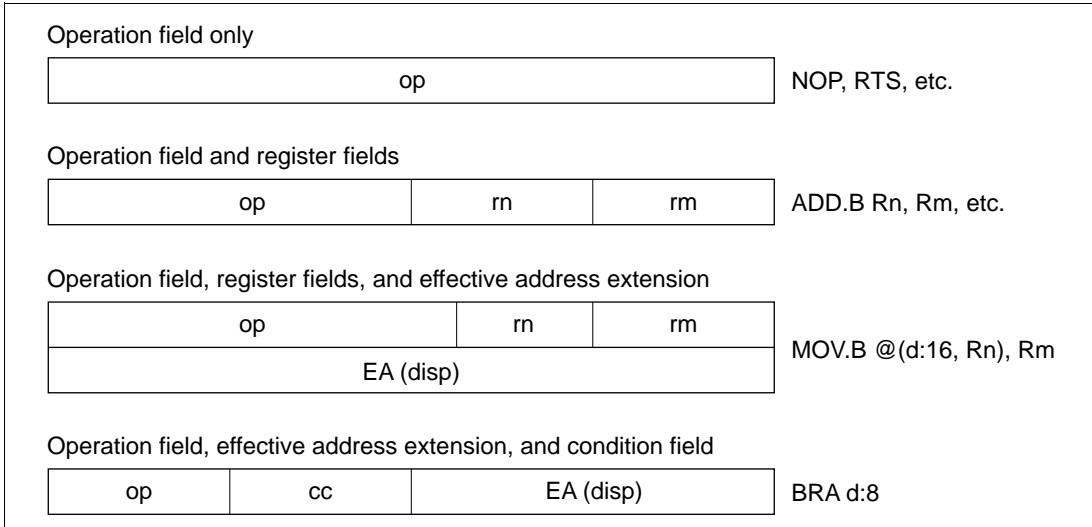 Operation field only
op NOP, RTS, etc.
Operation field and register fields
op rn rm ADD.B Rn, Rm, etc.
Operation field, register fields, and effective address extension
op rn rm
MOV.B @(d:16, Rn), Rm
EA (disp)
Operation field, effective address extension, and condition field
op cc EA (disp) BRA d:8